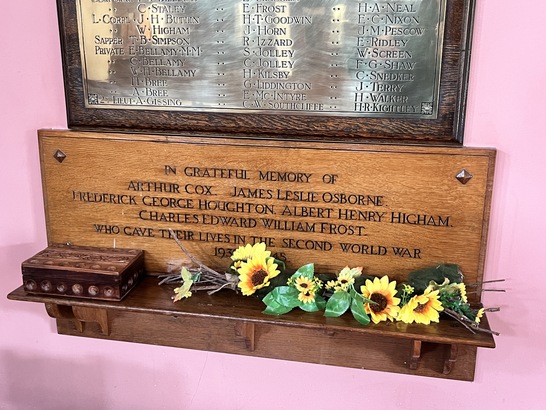 C · STALEY E · FROST H · A · NEAL
L · CORPL J · H · BUTLIN H · T · GOODWIN E · C · NIXON
W · HIGHAM J · HORN J · M · PESCOW
SAPPER T · B · SIMPSON R · IZZARD E · RIDLEY
PRIVATE E · BELLAMY · M·M · S · JOLLEY W · SCREEN
C · BELLAMY C · JOLLEY F · G · SHAW
W · H · BELLAMY H · KILSBY C · SNEDKER
H · BREE G · LIDDINGTON J · TERRY
A · BREE E · MC · INTYRE H · WALKER
2ND LIEUT · A · GISSING C · W · SOUTHCLIFFE H · R · KIGHTLEY
IN GRATEFUL MEMORY OF
ARTHUR COX. JAMES LESLIE OSBORNE.
FREDERICK GEORGE HOUGHTON. ALBERT HENRY HIGHAM.
CHARLES EDWARD WILLIAM FROST.
WHO GAVE THEIR LIVES IN THE SECOND WORLD WAR